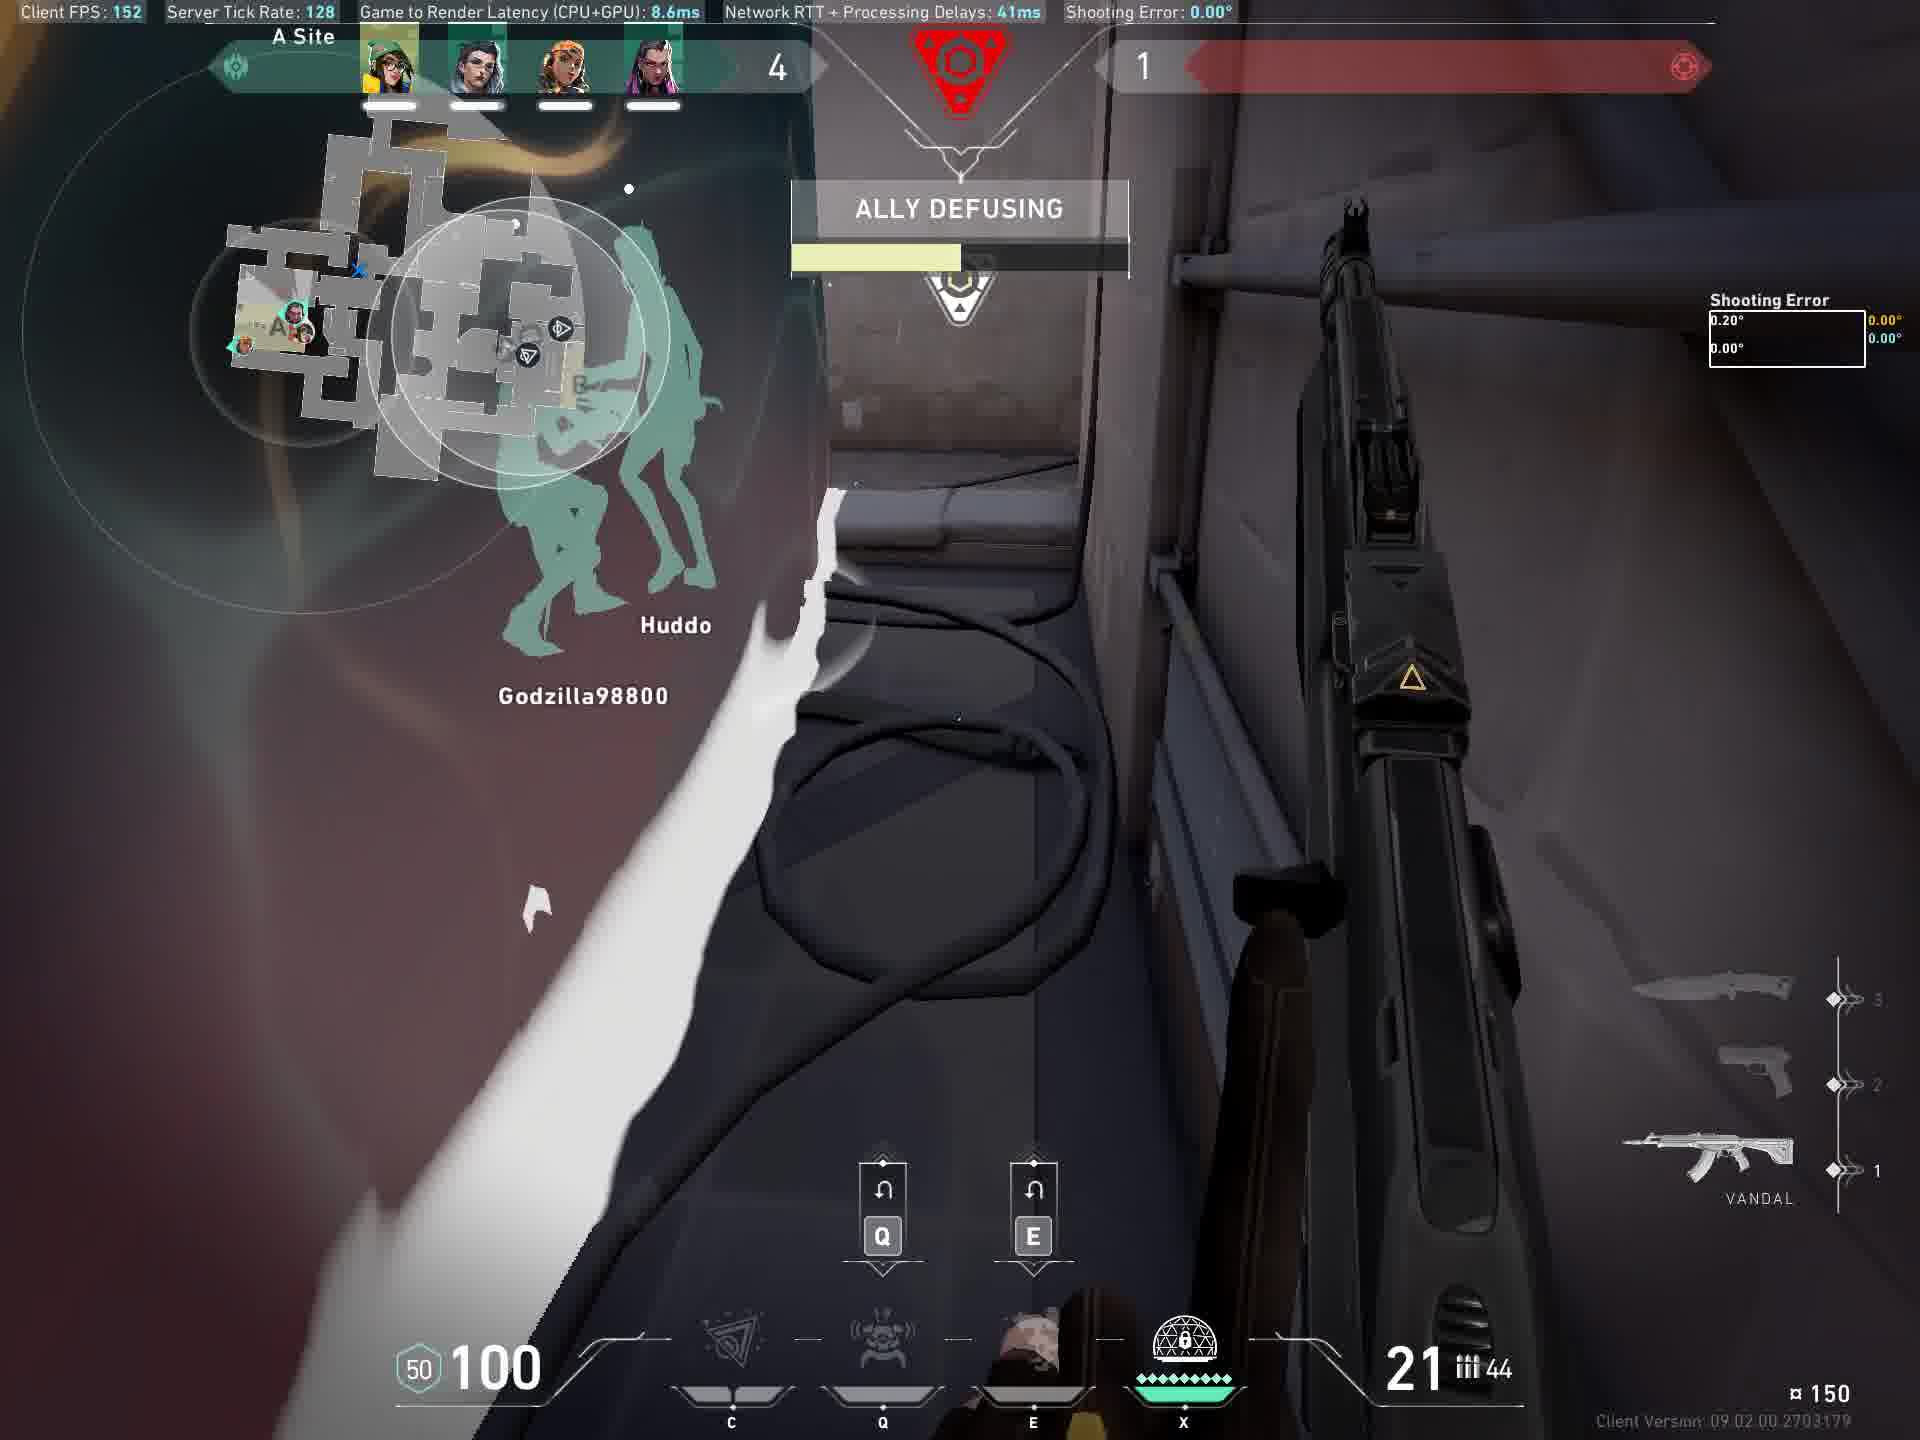 Client FPS: 152 Server Tick Rate: 128 Game to Render Latency (CPU+GPU): 8.6ms Network RTT + Processing Delays: 41ms Shooting Error: 0.00°
A Site
4
1
ALLY DEFUSING
Shooting Error
0.20°
0.00°
0.00°
0.00°
A
B
Huddo
Godzilla98800
3
2
1
VANDAL
Q
E
50 100
21 44
C
Q
E
X
¤ 150
Client Version: 09.02.00.2703179